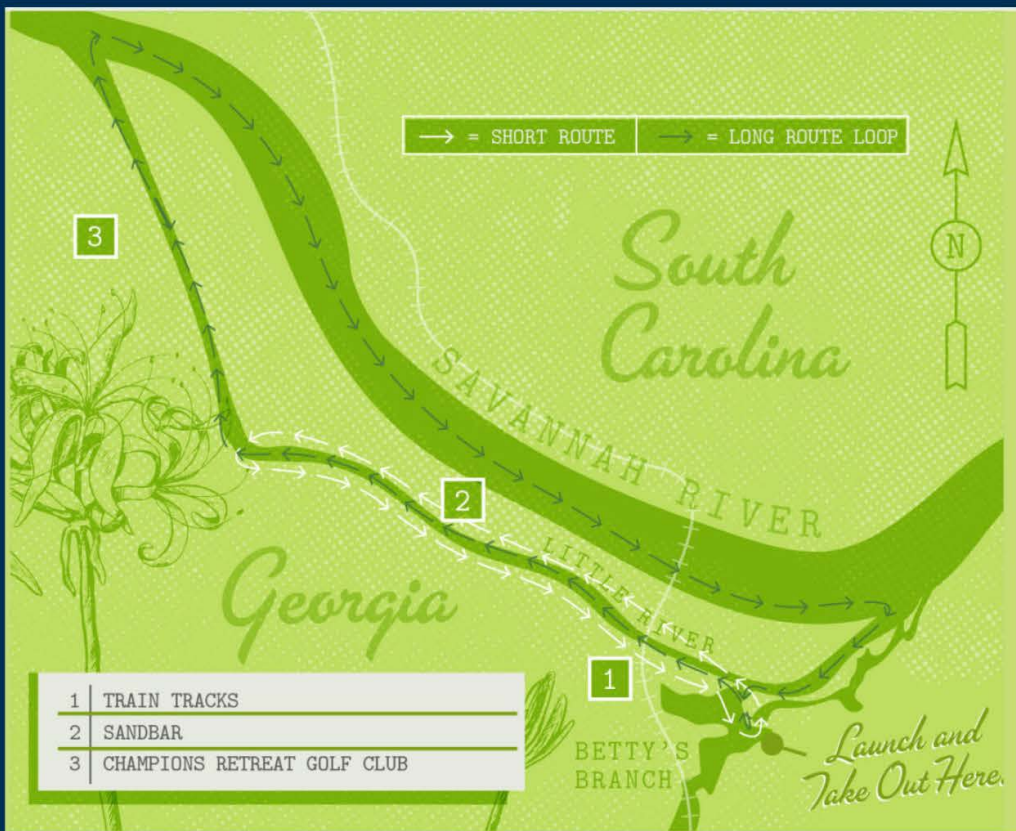 → = SHORT ROUTE → = LONG ROUTE LOOP
N
3
South
Carolina
SAVANNAH RIVER
2
LITTLE RIVER
Georgia
1
1 TRAIN TRACKS
2 SANDBAR
3 CHAMPIONS RETREAT GOLF CLUB
BETTY'S
BRANCH
Launch and
Take Out Here.